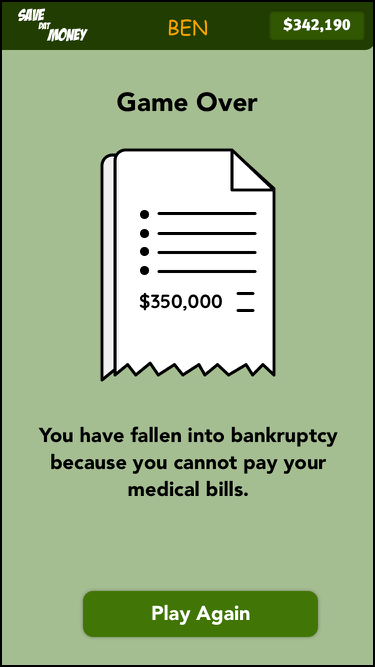 SAVE
DAT
MONEY
BEN
$342,190
Game Over
$350,000
You have fallen into bankruptcy
because you cannot pay your
medical bills.
Play Again